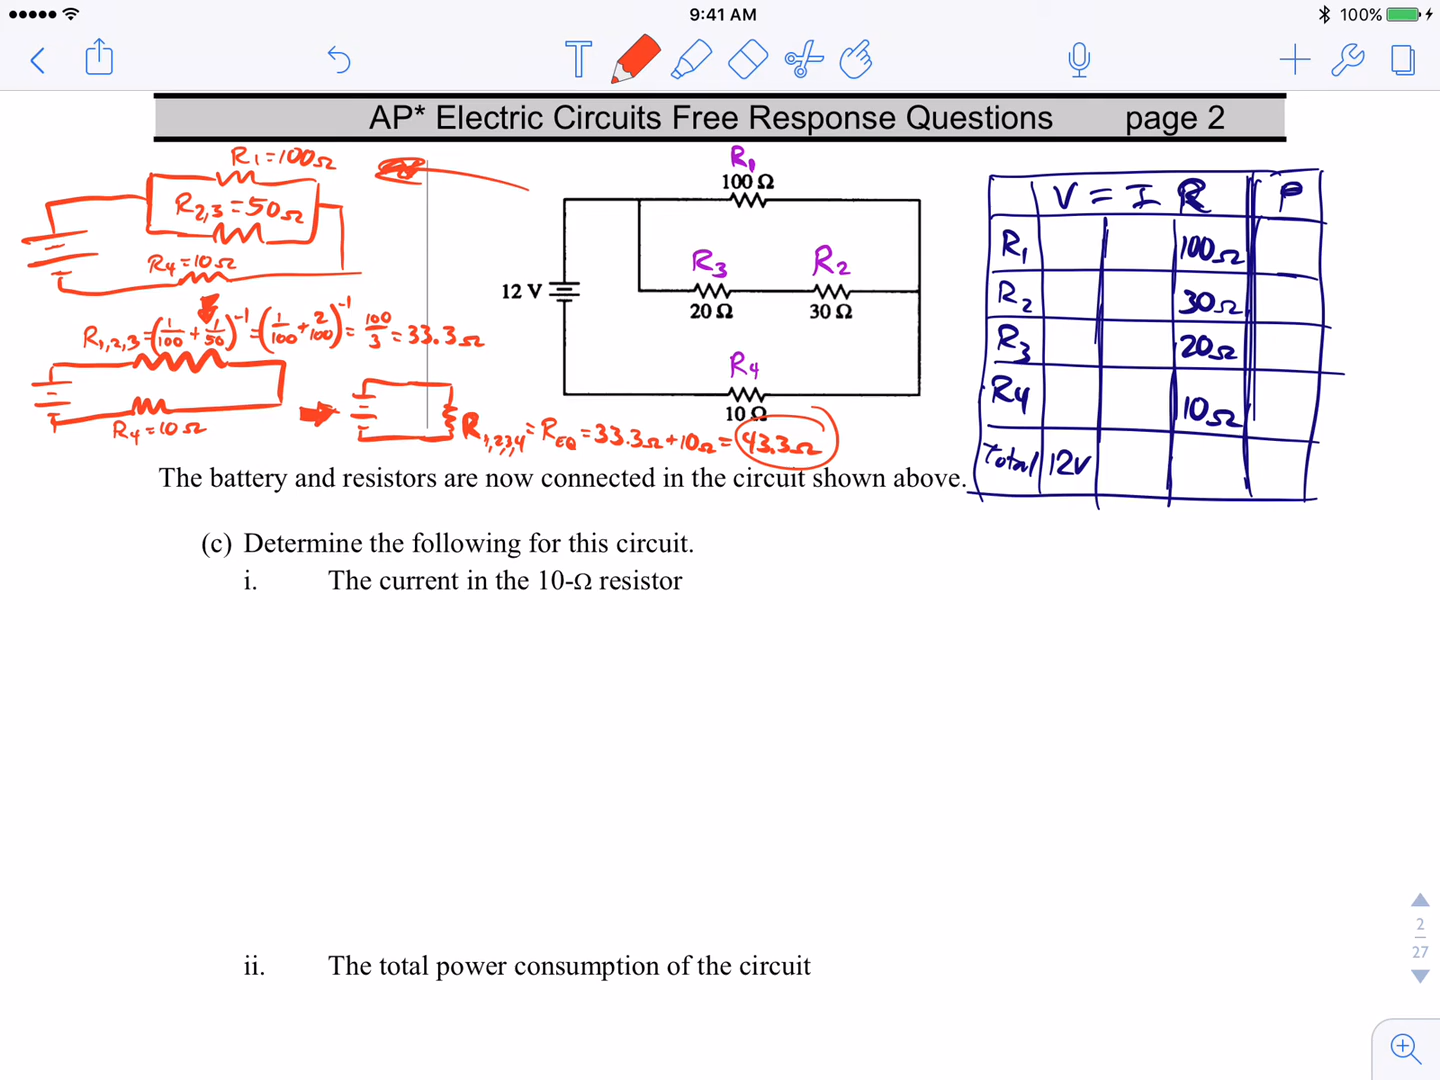 9:41 AM
100%
T
AP* Electric Circuits Free Response Questions page 2
R1=100Ω
R2,3=50Ω
R4=10Ω
R1,2,3=(1/100+1/50)^-1=(1/100+2/100)^-1=100/3=33.3Ω
R4=10Ω
R1,2,3,4=REQ=33.3Ω+10Ω=43.3Ω
R1
100 Ω
R3
R2
12 V
20 Ω
30 Ω
R4
10 Ω
V = I R P
R1 100Ω
R2 30Ω
R3 20Ω
R4 10Ω
Total 12V
The battery and resistors are now connected in the circuit shown above.
(c) Determine the following for this circuit.
i. The current in the 10-Ω resistor
ii. The total power consumption of the circuit
2
27